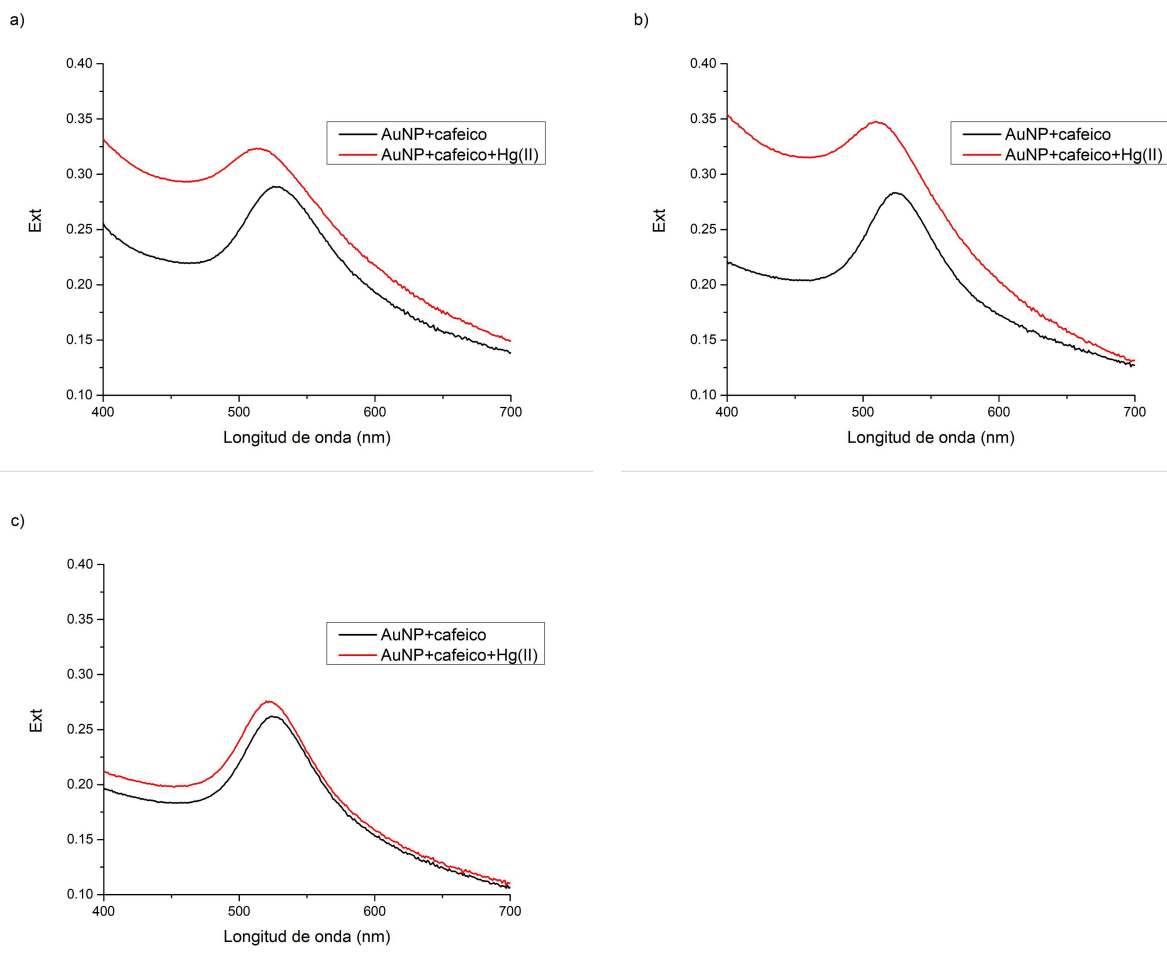 a)
0.40
0.35
0.30
0.25
0.20
0.15
0.10
Ext
AuNP+cafeico
AuNP+cafeico+Hg(II)
400
500
600
700
Longitud de onda (nm)
b)
0.40
0.35
0.30
0.25
0.20
0.15
0.10
Ext
AuNP+cafeico
AuNP+cafeico+Hg(II)
400
500
600
700
Longitud de onda (nm)
c)
0.40
0.35
0.30
0.25
0.20
0.15
0.10
Ext
AuNP+cafeico
AuNP+cafeico+Hg(II)
400
500
600
700
Longitud de onda (nm)